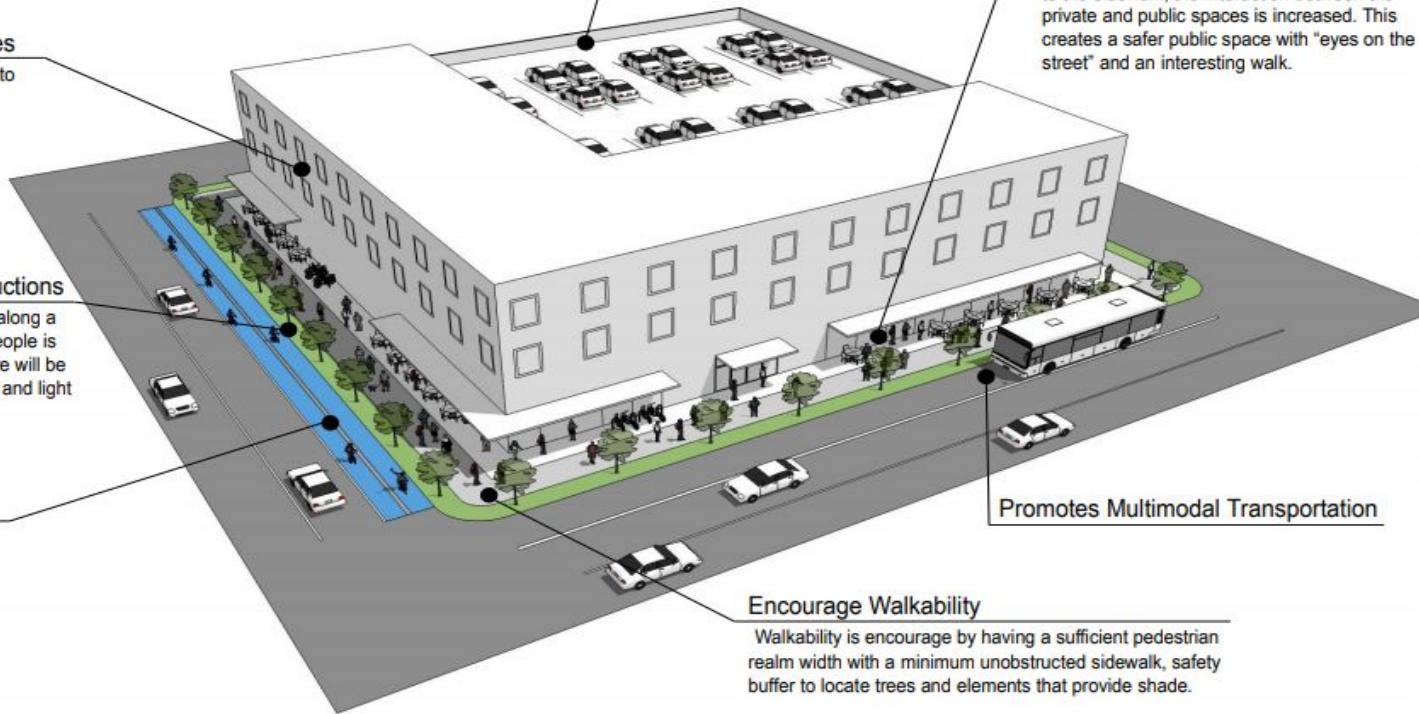 private and public spaces is increased. This
creates a safer public space with “eyes on the
street” and an interesting walk.
es
to
uctions
along a
eople is
re will be
and light
Promotes Multimodal Transportation
Encourage Walkability
Walkability is encourage by having a sufficient pedestrian
realm width with a minimum unobstructed sidewalk, safety
buffer to locate trees and elements that provide shade.